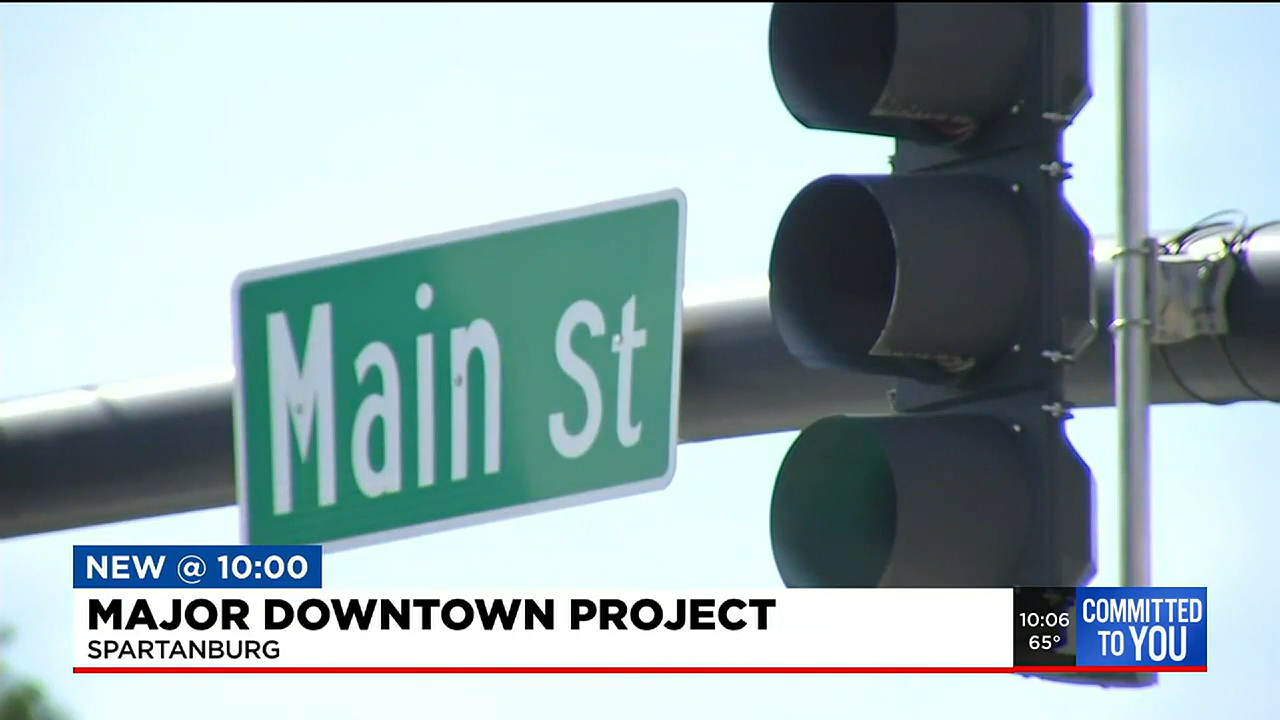 Main St
NEW @ 10:00
MAJOR DOWNTOWN PROJECT
SPARTANBURG
10:06
65°
COMMITTED
TO YOU